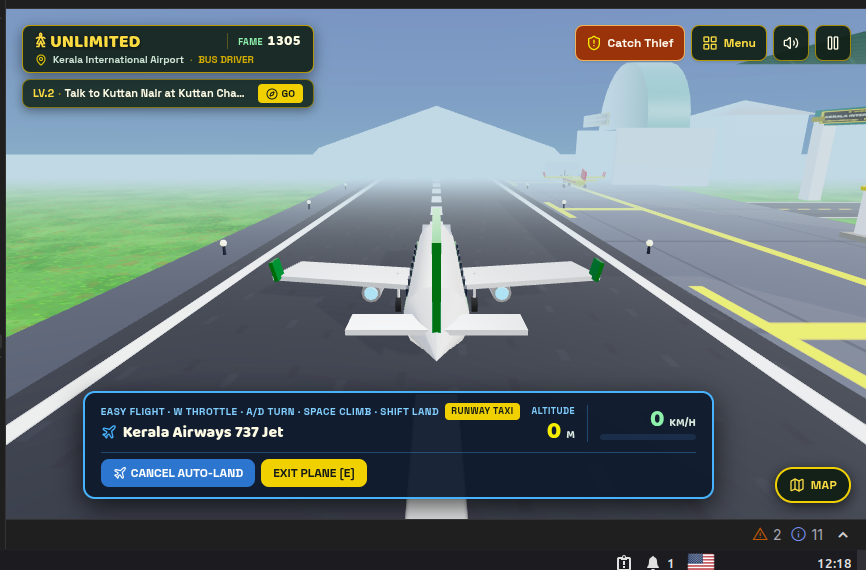 UNLIMITED
FAME 1305
Kerala International Airport · BUS DRIVER
LV.2 · Talk to Kuttan Nair at Kuttan Cha...
GO
Catch Thief
Menu
EASY FLIGHT · W THROTTLE · A/D TURN · SPACE CLIMB · SHIFT LAND
RUNWAY TAXI
Kerala Airways 737 Jet
ALTITUDE
0 M
0 KM/H
CANCEL AUTO-LAND
EXIT PLANE [E]
MAP
2
11
1
12:18